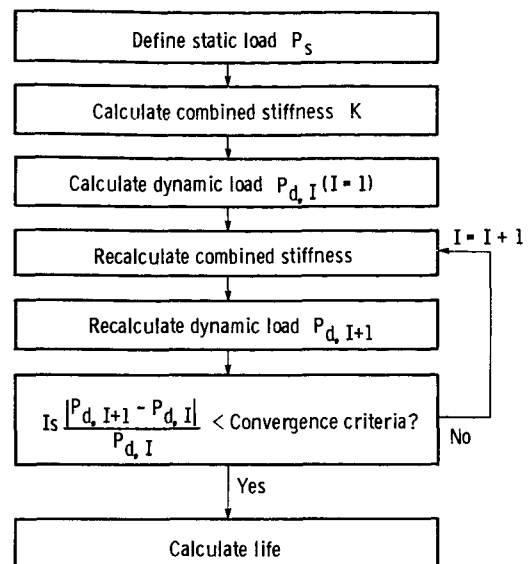 Define static load P_s
Calculate combined stiffness K
Calculate dynamic load P_d, I (I = 1)
I = I + 1
Recalculate combined stiffness
Recalculate dynamic load P_d, I+1
Is |P_d, I+1 - P_d, I| / P_d, I < Convergence criteria?
No
Yes
Calculate life